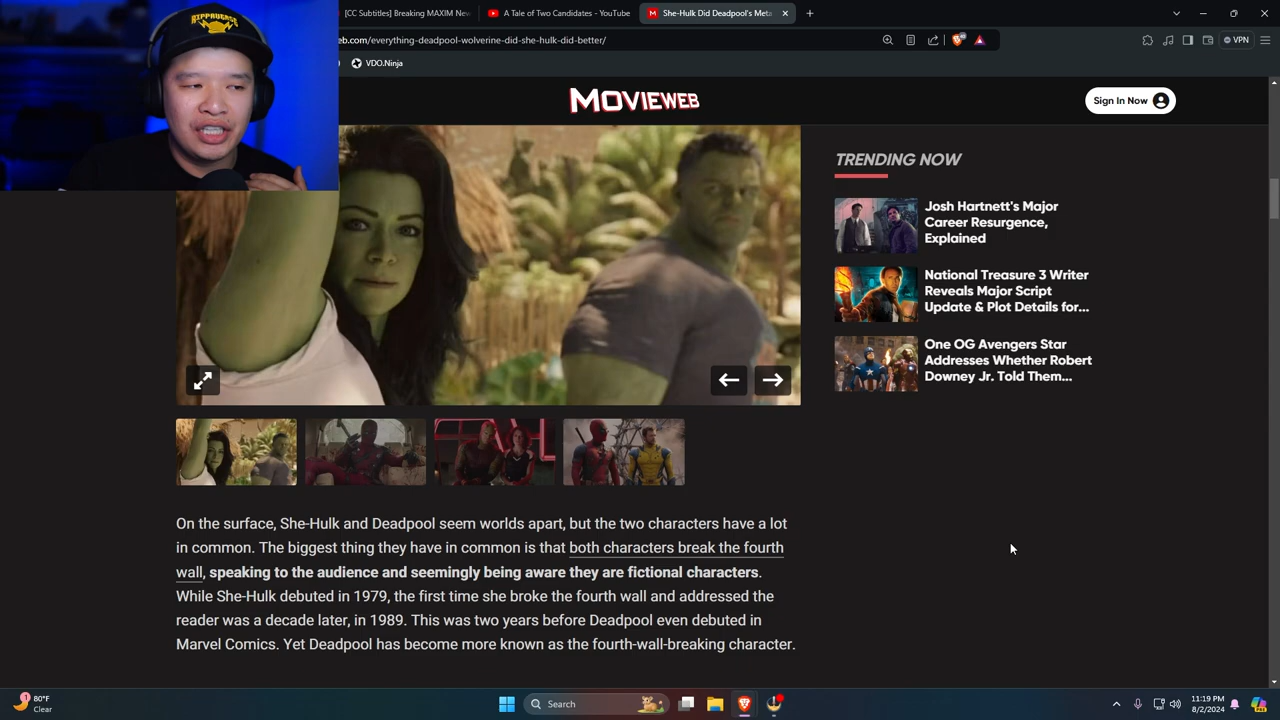 RIPPAVERSE
[CC Subtitles] Breaking MAXIM New
A Tale of Two Candidates - YouTube
She-Hulk Did Deadpool's Meta
eb.com/everything-deadpool-wolverine-did-she-hulk-did-better/
VPN
VDO.Ninja
MOVIEWEB
Sign In Now
TRENDING NOW
Josh Hartnett's Major
Career Resurgence,
Explained
National Treasure 3 Writer
Reveals Major Script
Update & Plot Details for...
One OG Avengers Star
Addresses Whether Robert
Downey Jr. Told Them...
On the surface, She-Hulk and Deadpool seem worlds apart, but the two characters have a lot
in common. The biggest thing they have in common is that both characters break the fourth
wall, speaking to the audience and seemingly being aware they are fictional characters.
While She-Hulk debuted in 1979, the first time she broke the fourth wall and addressed the
reader was a decade later, in 1989. This was two years before Deadpool even debuted in
Marvel Comics. Yet Deadpool has become more known as the fourth-wall-breaking character.
1
80°F
Clear
Search
11:19 PM
8/2/2024